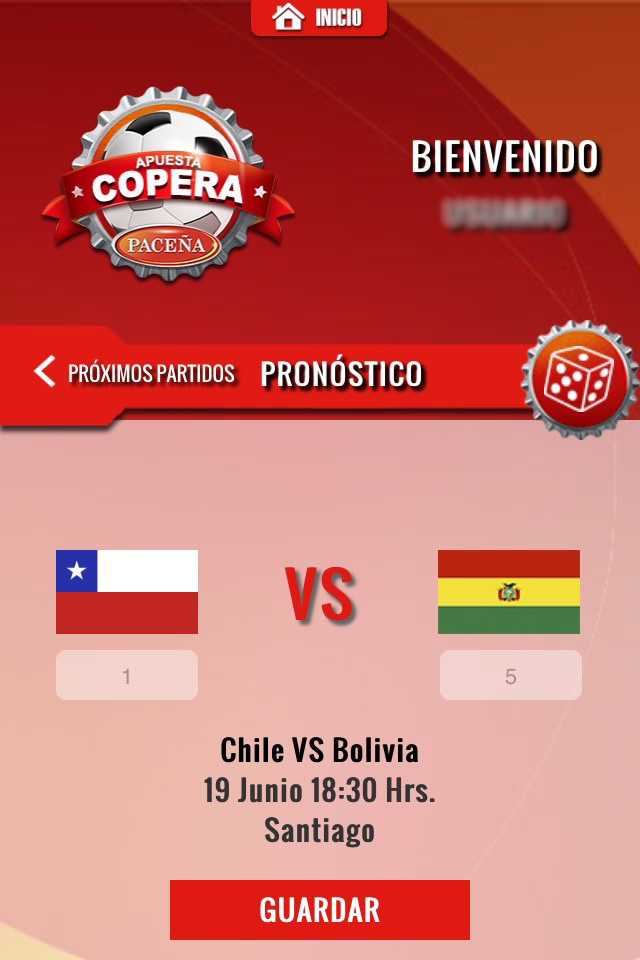 INICIO
APUESTA
COPERA
PACEÑA
BIENVENIDO
USUARIO
PRÓXIMOS PARTIDOS PRONÓSTICO
VS
1 5
Chile VS Bolivia
19 Junio 18:30 Hrs.
Santiago
GUARDAR